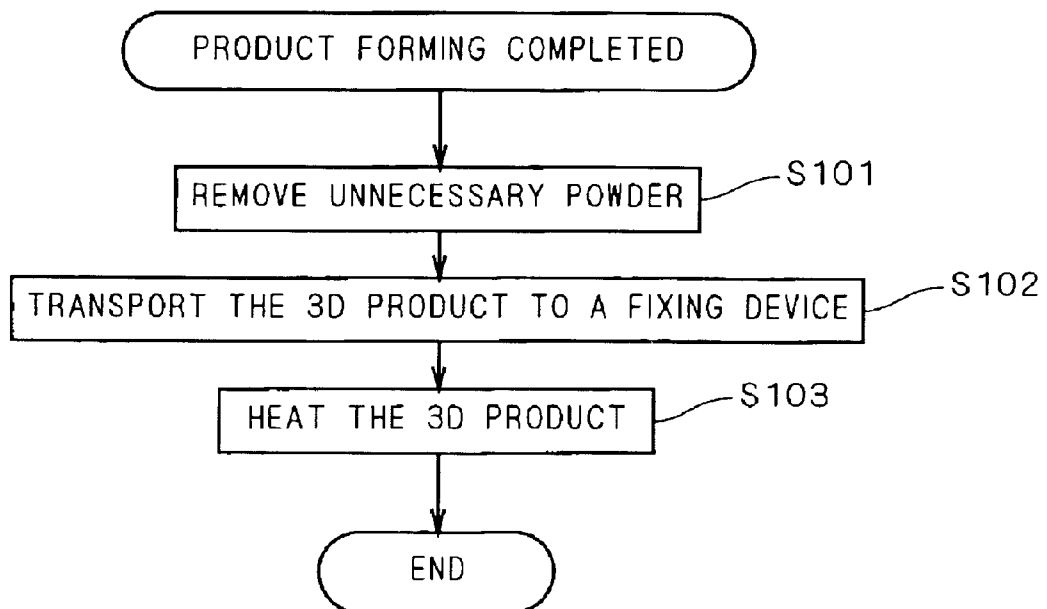 PRODUCT FORMING COMPLETED
REMOVE UNNECESSARY POWDER
S101
TRANSPORT THE 3D PRODUCT TO A FIXING DEVICE
S102
HEAT THE 3D PRODUCT
S103
END